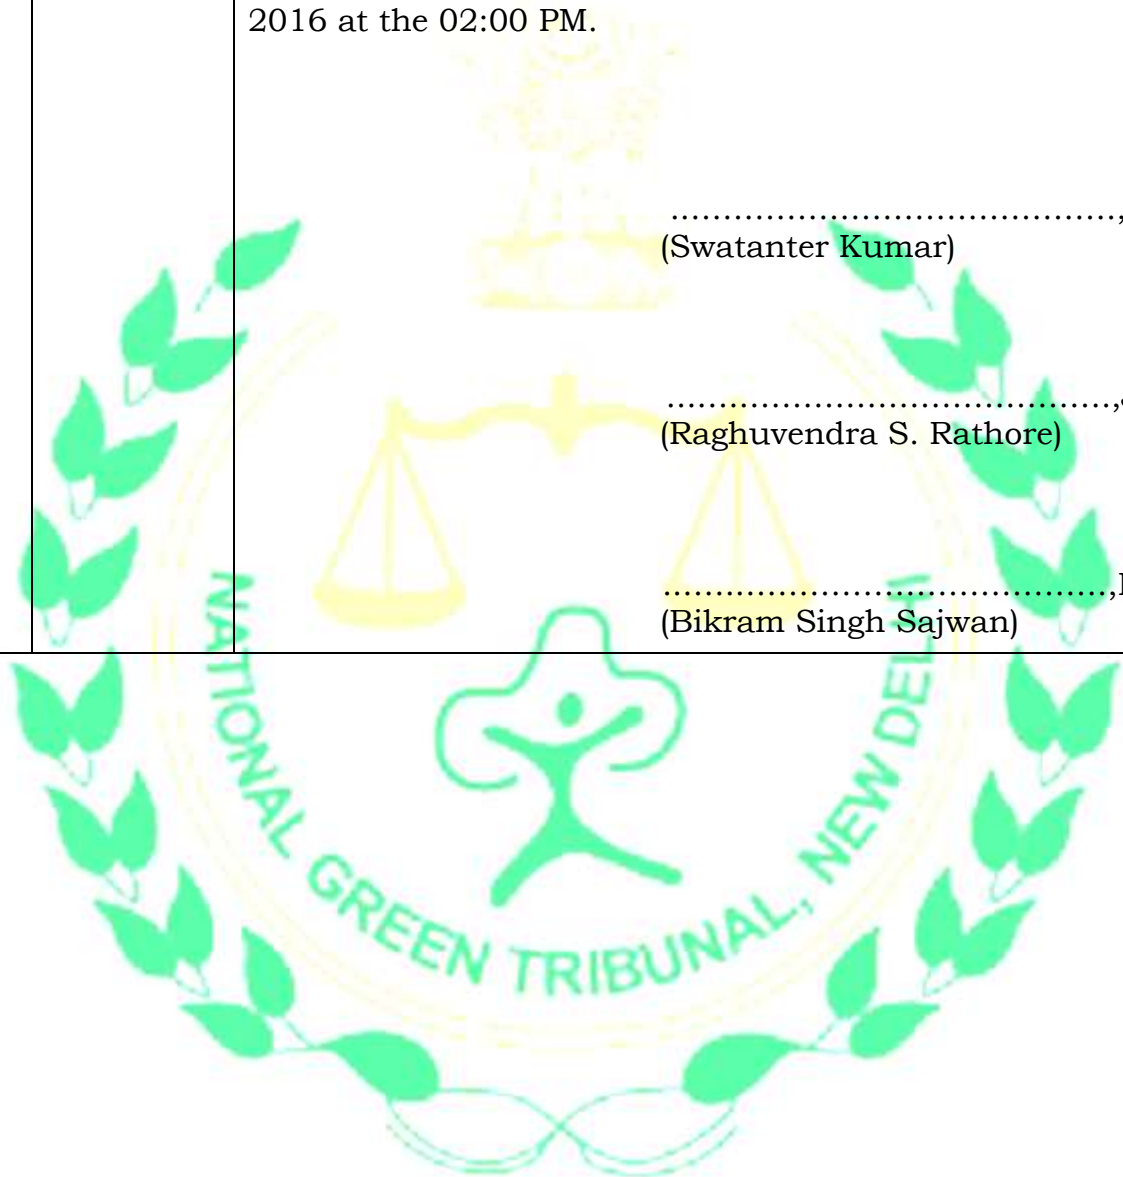 2016 at the 02:00 PM.
……………………………………,
(Swatanter Kumar)
……………………………………,
(Raghuvendra S. Rathore)
……………………………………,
(Bikram Singh Sajwan)
NATIONAL GREEN TRIBUNAL, NEW DELHI